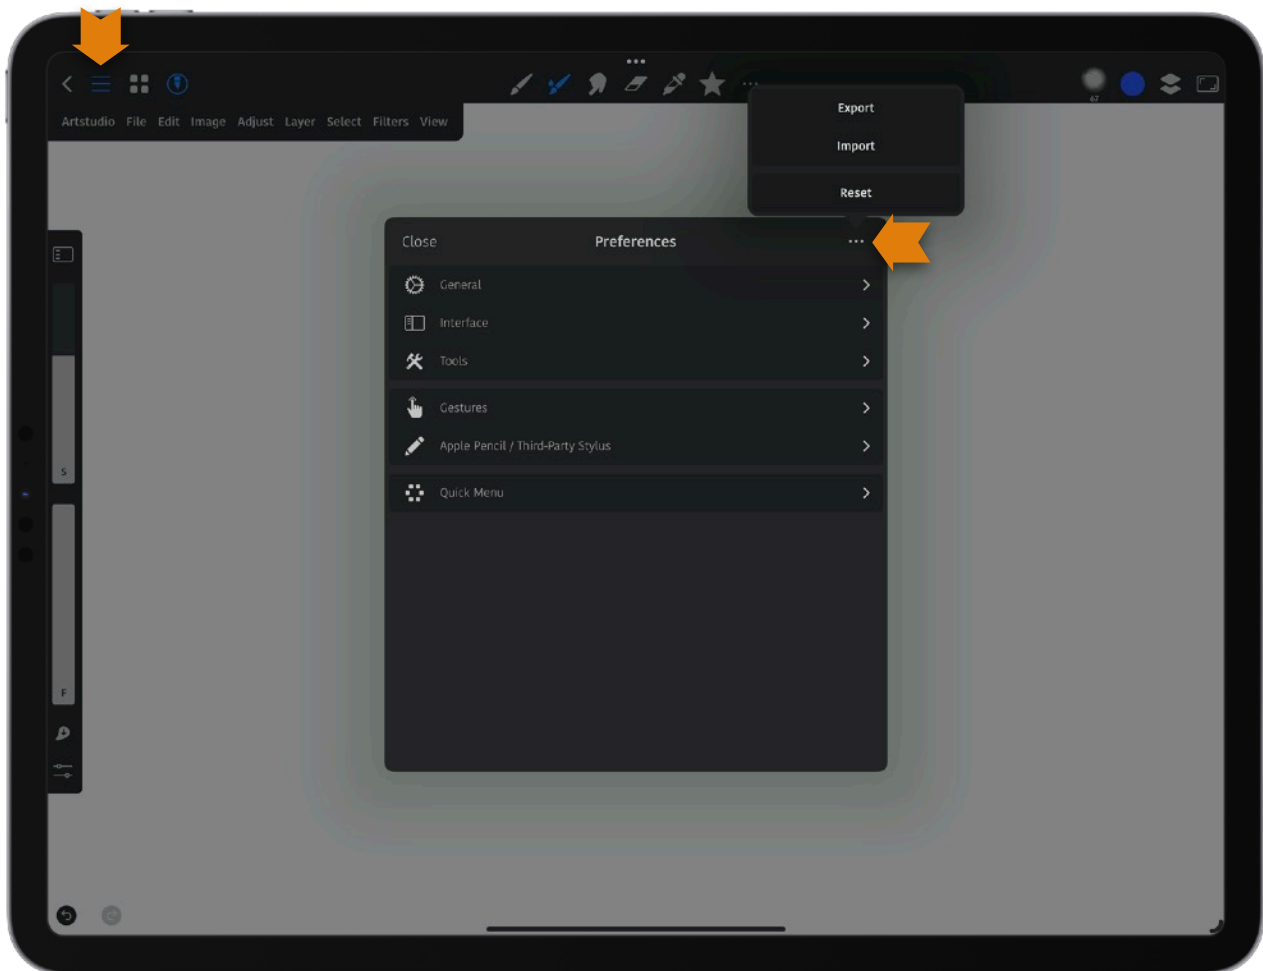 67
Artstudio File Edit Image Adjust Layer Select Filters View
Export
Import
Reset
Close Preferences
General
Interface
Tools
Gestures
Apple Pencil / Third-Party Stylus
Quick Menu
S
F